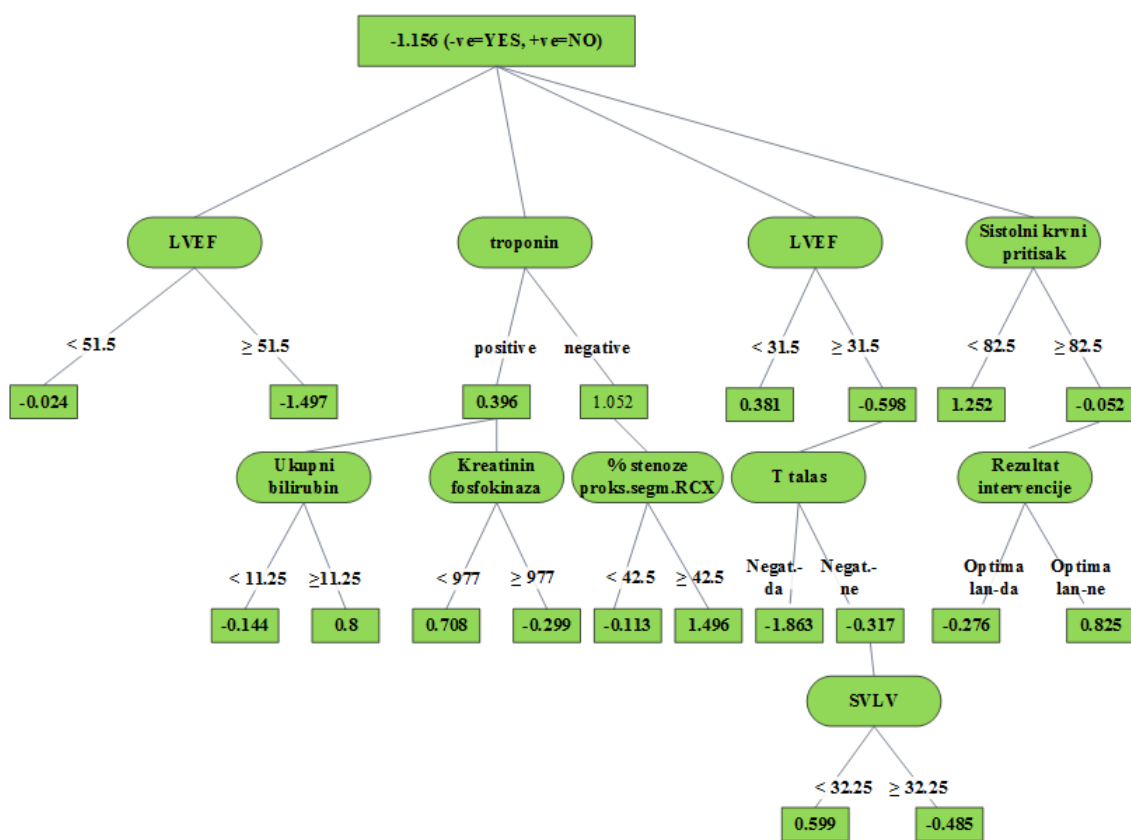 -1.156 (-ve=YES, +ve=NO)
LVEF
troponin
LVEF
Sistolni krvni
pritisak
< 51.5
≥ 51.5
positive
negative
< 31.5
≥ 31.5
< 82.5
≥ 82.5
-0.024
-1.497
0.396
1.052
0.381
-0.598
1.252
-0.052
Ukupni
bilirubin
Kreatinin
fosfokinaza
% stenoze
proks.segm.RCX
T talas
Rezultat
intervencije
< 11.25
≥11.25
< 977
≥ 977
< 42.5
≥ 42.5
Negat.-
da
Negat.-
ne
Optima
lan-da
Optima
lan-ne
-0.144
0.8
0.708
-0.299
-0.113
1.496
-1.863
-0.317
-0.276
0.825
SVLV
< 32.25
≥ 32.25
0.599
-0.485